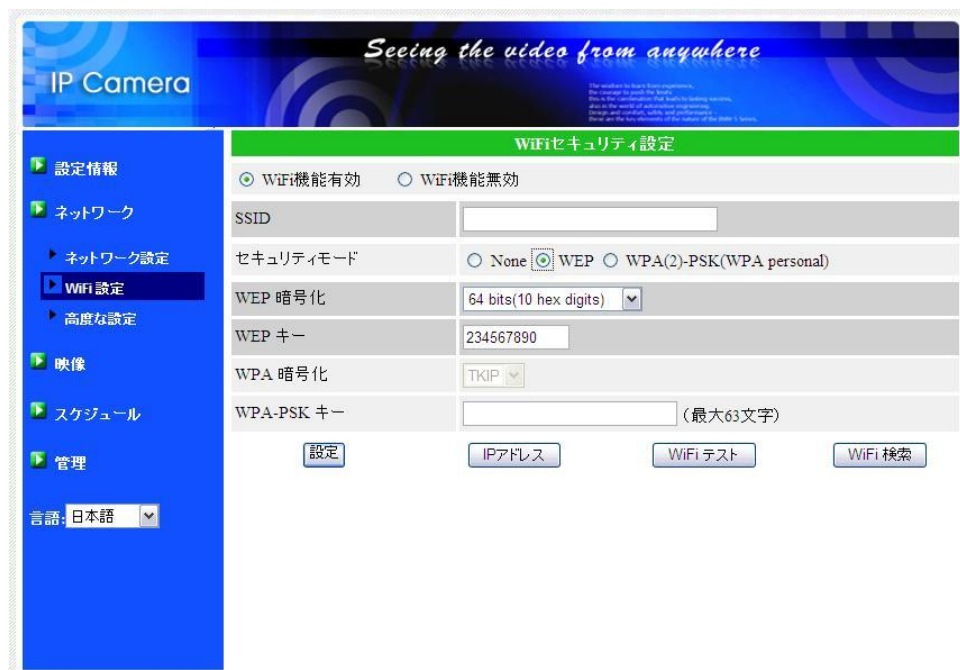 Seeing the video from anywhere
IP Camera
設定情報
ネットワーク
ネットワーク設定
WiFi 設定
高度な設定
映像
スケジュール
管理
言語: 日本語
WiFiセキュリティ設定
WiFi機能有効 WiFi機能無効
SSID
セキュリティモード None WEP WPA(2)-PSK(WPA personal)
WEP 暗号化 64 bits(10 hex digits)
WEP キー 234567890
WPA 暗号化 TKIP
WPA-PSK キー (最大63文字)
設定 IPアドレス WiFi テスト WiFi 検索